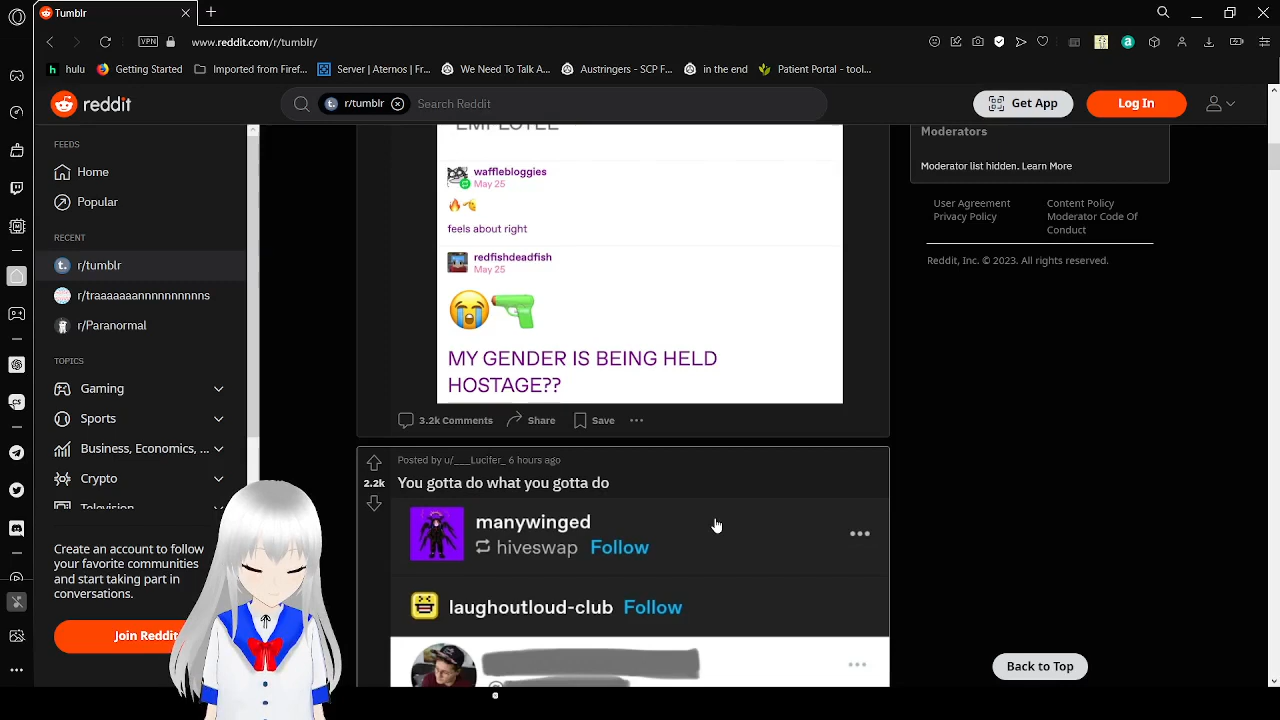 Tumblr
VPN
www.reddit.com/r/tumblr/
hulu Getting Started Imported from Firef... Server | Aternos | Fr... We Need To Talk A... Austringers - SCP F... in the end Patient Portal - tool...
reddit
r/tumblr
Search Reddit
Get App
Log In
FEEDS
Home
Popular
RECENT
r/tumblr
r/traaaaaaannnnnnnnns
r/Paranormal
TOPICS
Gaming
Sports
Business, Economics, ...
Crypto
Television
Create an account to follow
your favorite communities
and start taking part in
conversations.
Join Reddit
EMPLOYEE
wafflebloggies
May 25
feels about right
redfishdeadfish
May 25
MY GENDER IS BEING HELD
HOSTAGE??
3.2k Comments
Share
Save
Posted by u/___Lucifer_ 6 hours ago
2.2k
You gotta do what you gotta do
manywinged
hiveswap Follow
laughoutloud-club Follow
Moderators
Moderator list hidden. Learn More
User Agreement
Privacy Policy
Content Policy
Moderator Code Of
Conduct
Reddit, Inc. © 2023. All rights reserved.
Back to Top